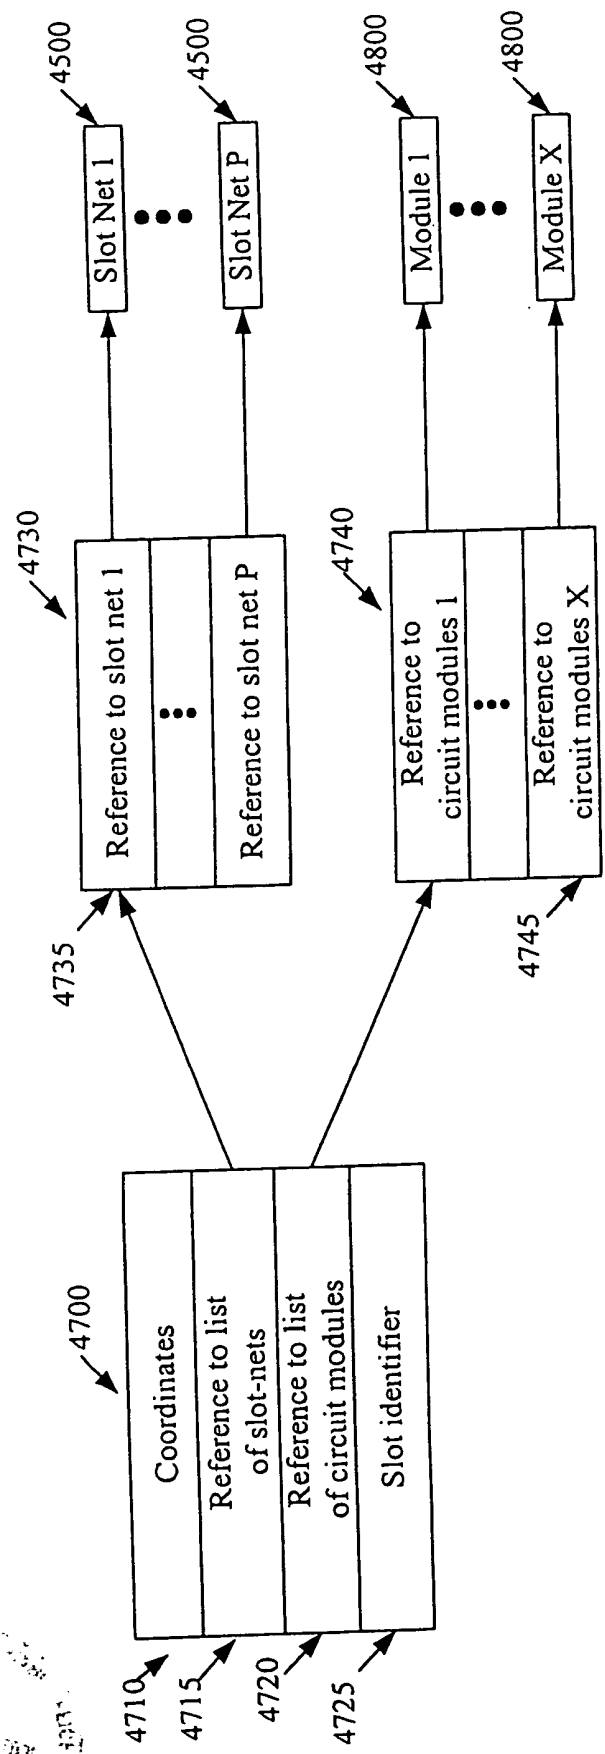 4700
4710
Coordinates
4715
Reference to list
of slot-nets
4720
Reference to list
of circuit modules
4725
Slot identifier
4730
4735
Reference to slot net 1
Reference to slot net P
4740
Reference to
circuit modules 1
Reference to
circuit modules X
4745
4500
Slot Net 1
4500
Slot Net P
4800
Module 1
4800
Module X